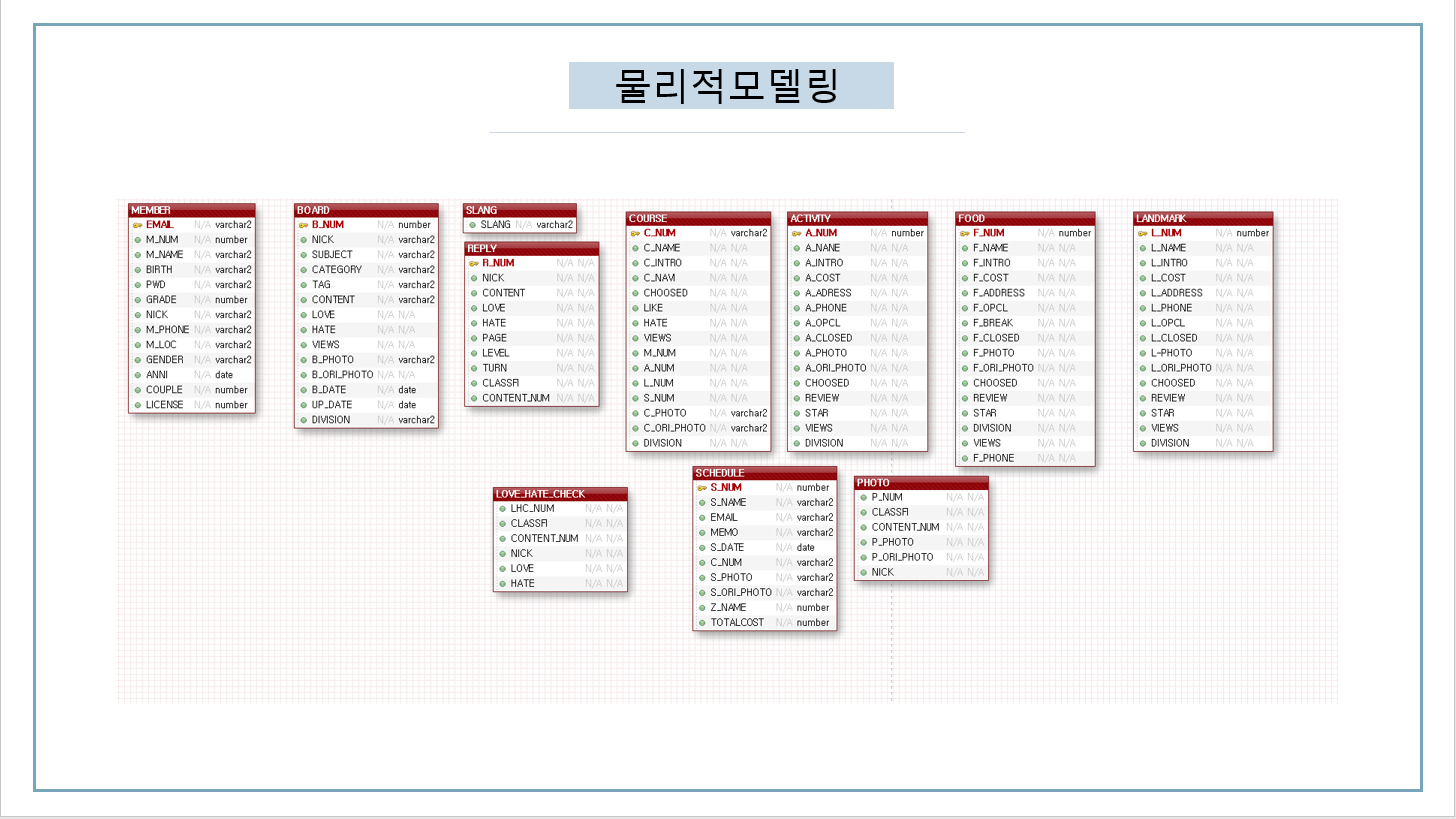 물리적모델링
MEMBER
EMAIL N/A varchar2
M_NUM N/A number
M_NAME N/A varchar2
BIRTH N/A varchar2
PWD N/A varchar2
GRADE N/A number
NICK N/A varchar2
M_PHONE N/A varchar2
M_LOC N/A varchar2
GENDER N/A varchar2
ANNI N/A date
COUPLE N/A number
LICENSE N/A number
BOARD
B_NUM N/A number
NICK N/A varchar2
SUBJECT N/A varchar2
CATEGORY N/A varchar2
TAG N/A varchar2
CONTENT N/A varchar2
LOVE N/A N/A
HATE N/A N/A
VIEWS N/A N/A
B_PHOTO N/A varchar2
B_ORI_PHOTO N/A N/A
B_DATE N/A date
UP_DATE N/A date
DIVISION N/A varchar2
SLANG
SLANG N/A varchar2
REPLY
R_NUM N/A N/A
NICK N/A N/A
CONTENT N/A N/A
LOVE N/A N/A
HATE N/A N/A
PAGE N/A N/A
LEVEL N/A N/A
TURN N/A N/A
CLASSFI N/A N/A
CONTENT_NUM N/A N/A
COURSE
C_NUM N/A varchar2
C_NAME N/A N/A
C_INTRO N/A N/A
C_NAVI N/A N/A
CHOOSED N/A N/A
LIKE N/A N/A
HATE N/A N/A
VIEWS N/A N/A
M_NUM N/A N/A
A_NUM N/A N/A
L_NUM N/A N/A
S_NUM N/A N/A
C_PHOTO N/A varchar2
C_ORI_PHOTO N/A varchar2
DIVISION N/A N/A
ACTIVITY
A_NUM N/A number
A_NANE N/A N/A
A_INTRO N/A N/A
A_COST N/A N/A
A_ADRESS N/A N/A
A_PHONE N/A N/A
A_OPCL N/A N/A
A_CLOSED N/A N/A
A_PHOTO N/A N/A
A_ORI_PHOTO N/A N/A
CHOOSED N/A N/A
REVIEW N/A N/A
STAR N/A N/A
VIEWS N/A N/A
DIVISION N/A N/A
FOOD
F_NUM N/A number
F_NAME N/A N/A
F_INTRO N/A N/A
F_COST N/A N/A
F_ADDRESS N/A N/A
F_OPCL N/A N/A
F_BREAK N/A N/A
F_CLOSED N/A N/A
F_PHOTO N/A N/A
F_ORI_PHOTO N/A N/A
CHOOSED N/A N/A
REVIEW N/A N/A
STAR N/A N/A
DIVISION N/A N/A
VIEWS N/A N/A
F_PHONE N/A N/A
LANDMARK
L_NUM N/A number
L_NAME N/A N/A
L_INTRO N/A N/A
L_COST N/A N/A
L_ADDRESS N/A N/A
L_PHONE N/A N/A
L_OPCL N/A N/A
L_CLOSED N/A N/A
L-PHOTO N/A N/A
L_ORI_PHOTO N/A N/A
CHOOSED N/A N/A
REVIEW N/A N/A
STAR N/A N/A
VIEWS N/A N/A
DIVISION N/A N/A
LOVE_HATE_CHECK
LHC_NUM N/A N/A
CLASSFI N/A N/A
CONTENT_NUM N/A N/A
NICK N/A N/A
LOVE N/A N/A
HATE N/A N/A
SCHEDULE
S_NUM N/A number
S_NAME N/A varchar2
EMAIL N/A varchar2
MEMO N/A varchar2
S_DATE N/A date
C_NUM N/A varchar2
S_PHOTO N/A varchar2
S_ORI_PHOTO N/A varchar2
Z_NAME N/A number
TOTALCOST N/A number
PHOTO
P_NUM N/A N/A
CLASSFI N/A N/A
CONTENT_NUM N/A N/A
P_PHOTO N/A N/A
P_ORI_PHOTO N/A N/A
NICK N/A N/A